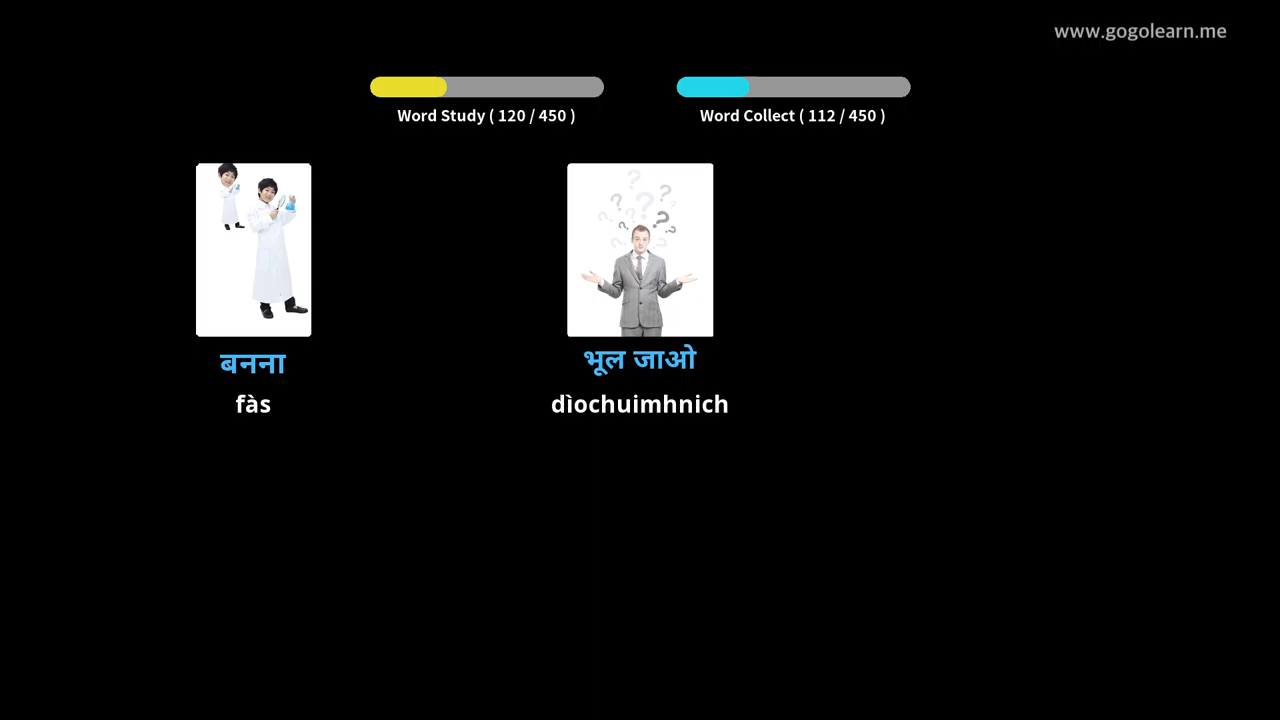 www.gogolearn.me
Word Study ( 120 / 450 )
Word Collect ( 112 / 450 )
बनना
fàs
भूल जाओ
dìochuimhnich